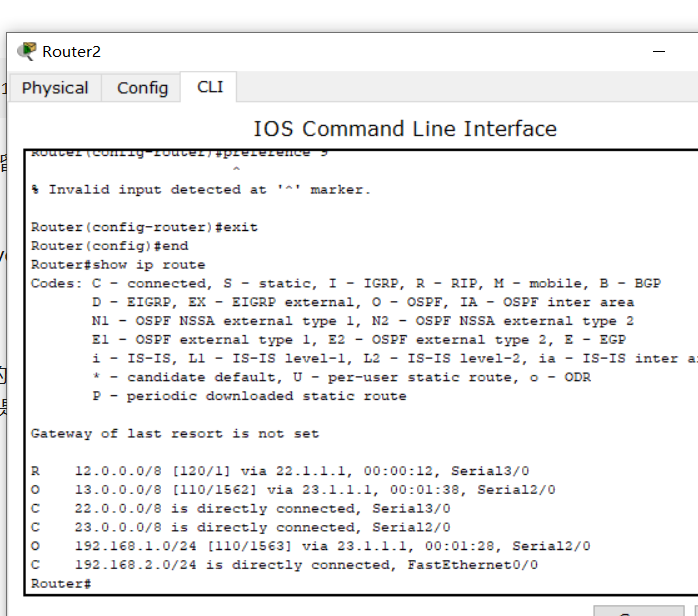 Router2
Physical Config CLI
IOS Command Line Interface
Router(config-router)#preference 9
^
% Invalid input detected at '^' marker.
Router(config-router)#exit
Router(config)#end
Router#show ip route
Codes: C - connected, S - static, I - IGRP, R - RIP, M - mobile, B - BGP
D - EIGRP, EX - EIGRP external, O - OSPF, IA - OSPF inter area
N1 - OSPF NSSA external type 1, N2 - OSPF NSSA external type 2
E1 - OSPF external type 1, E2 - OSPF external type 2, E - EGP
i - IS-IS, L1 - IS-IS level-1, L2 - IS-IS level-2, ia - IS-IS inter a
* - candidate default, U - per-user static route, o - ODR
P - periodic downloaded static route
Gateway of last resort is not set
R 12.0.0.0/8 [120/1] via 22.1.1.1, 00:00:12, Serial3/0
O 13.0.0.0/8 [110/1562] via 23.1.1.1, 00:01:38, Serial2/0
C 22.0.0.0/8 is directly connected, Serial3/0
C 23.0.0.0/8 is directly connected, Serial2/0
O 192.168.1.0/24 [110/1563] via 23.1.1.1, 00:01:28, Serial2/0
C 192.168.2.0/24 is directly connected, FastEthernet0/0
Router#